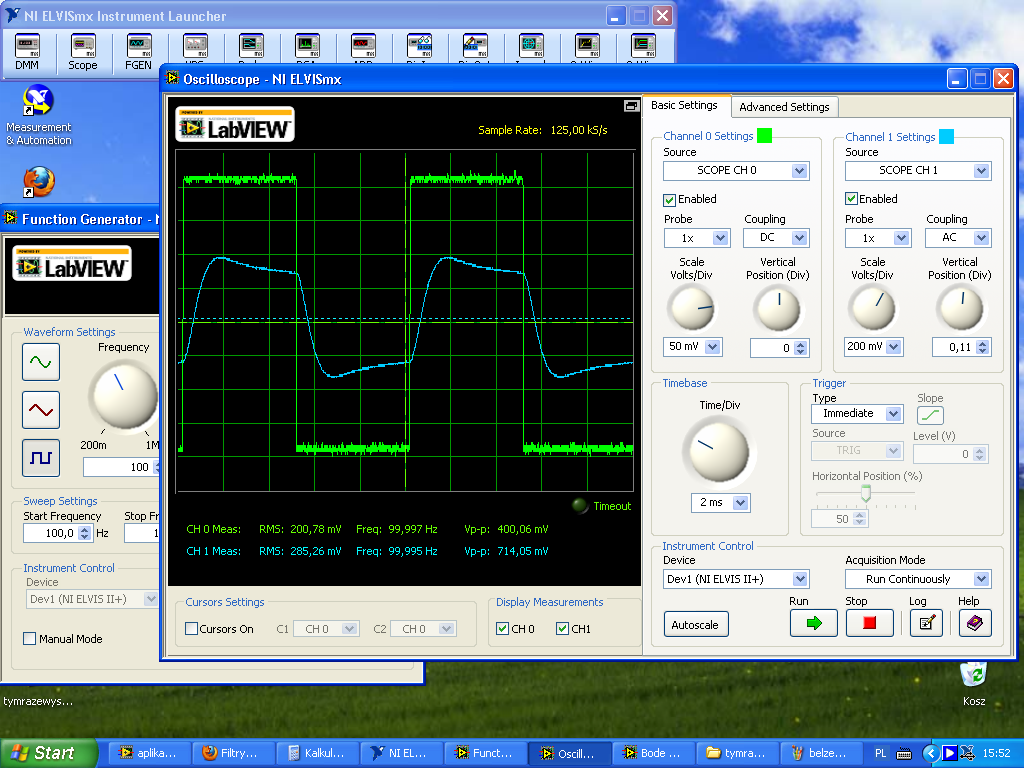 NI ELVISmx Instrument Launcher
DMM
Scope
FGEN
Measurement
& Automation
Function Generator -
POWERED BY
LabVIEW
Waveform Settings
Frequency
200m
1M
100
Sweep Settings
Start Frequency
Stop Fr
100,0
Hz
1
Instrument Control
Device
Dev1 (NI ELVIS II+)
Manual Mode
Oscilloscope - NI ELVISmx
POWERED BY
NATIONAL INSTRUMENTS
LabVIEW
Sample Rate: 125,00 kS/s
Timeout
CH 0 Meas: RMS: 200,78 mV Freq: 99,997 Hz Vp-p: 400,06 mV
CH 1 Meas: RMS: 285,26 mV Freq: 99,995 Hz Vp-p: 714,05 mV
Cursors Settings
Cursors On C1 CH 0 C2 CH 0
Display Measurements
CH 0 CH1
Basic Settings
Advanced Settings
Channel 0 Settings
Source
SCOPE CH 0
Enabled
Probe
Coupling
1x
DC
Scale
Volts/Div
Vertical
Position (Div)
50 mV
0
Channel 1 Settings
Source
SCOPE CH 1
Enabled
Probe
Coupling
1x
AC
Scale
Volts/Div
Vertical
Position (Div)
200 mV
0,11
Timebase
Time/Div
2 ms
Trigger
Type
Immediate
Slope
Source
TRIG
Level (V)
0
Horizontal Position (%)
50
Instrument Control
Device
Dev1 (NI ELVIS II+)
Acquisition Mode
Run Continuously
Autoscale
Run
Stop
Log
Help
tymrazewys...
Kosz
Start
aplika...
Filtry...
Kalkul...
NI EL...
Funct...
Oscill...
Bode ...
tymra...
belze...
PL
15:52